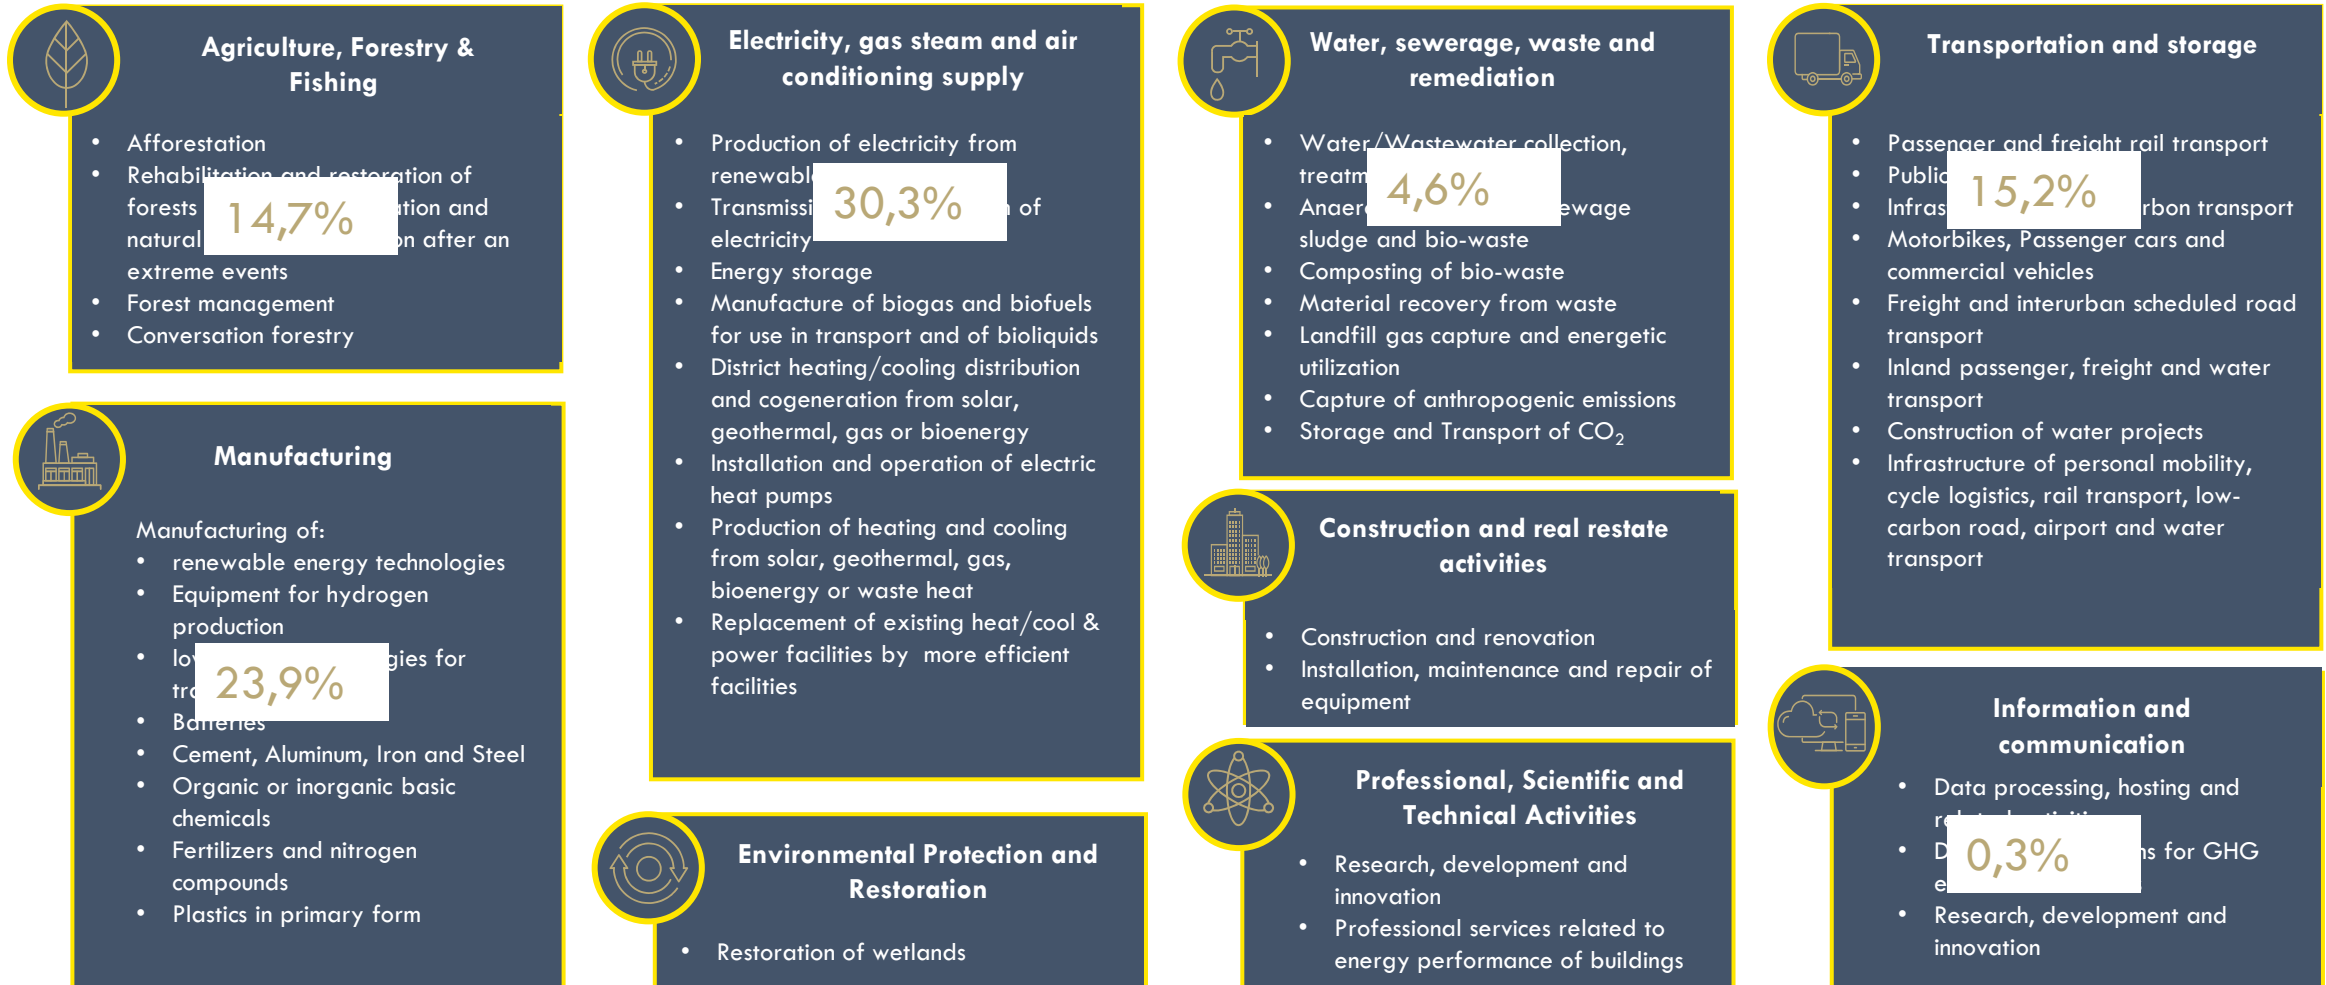 Agriculture, Forestry &
Fishing
• Afforestation
• Rehabilitation and restoration of
forests and
natural after an
extreme events
• Forest management
• Conversation forestry
14,7%
Manufacturing
Manufacturing of:
• renewable energy technologies
• Equipment for hydrogen
production
• for
• Batteries
• Cement, Aluminum, Iron and Steel
• Organic or inorganic basic
chemicals
• Fertilizers and nitrogen
compounds
• Plastics in primary form
23,9%
Electricity, gas steam and air
conditioning supply
• Production of electricity from
• of
electricity
• Energy storage
• Manufacture of biogas and biofuels
for use in transport and of bioliquids
• District heating/cooling distribution
and cogeneration from solar,
geothermal, gas or bioenergy
• Installation and operation of electric
heat pumps
• Production of heating and cooling
from solar, geothermal, gas,
bioenergy or waste heat
• Replacement of existing heat/cool &
power facilities by more efficient
facilities
30,3%
Environmental Protection and
Restoration
• Restoration of wetlands
Water, sewerage, waste and
remediation
• Water/Wastewater collection,
•
sludge and bio-waste
• Composting of bio-waste
• Material recovery from waste
• Landfill gas capture and energetic
utilization
• Capture of anthropogenic emissions
• Storage and Transport of CO₂
4,6%
Construction and real restate
activities
• Construction and renovation
• Installation, maintenance and repair of
equipment
Professional, Scientific and
Technical Activities
• Research, development and
innovation
• Professional services related to
energy performance of buildings
Transportation and storage
• Passenger and freight rail transport
• Public
• transport
• Motorbikes, Passenger cars and
commercial vehicles
• Freight and interurban scheduled road
transport
• Inland passenger, freight and water
transport
• Construction of water projects
• Infrastructure of personal mobility,
cycle logistics, rail transport, low-
carbon road, airport and water
transport
15,2%
Information and
communication
• Data processing, hosting and
• for GHG
• Research, development and
innovation
0,3%